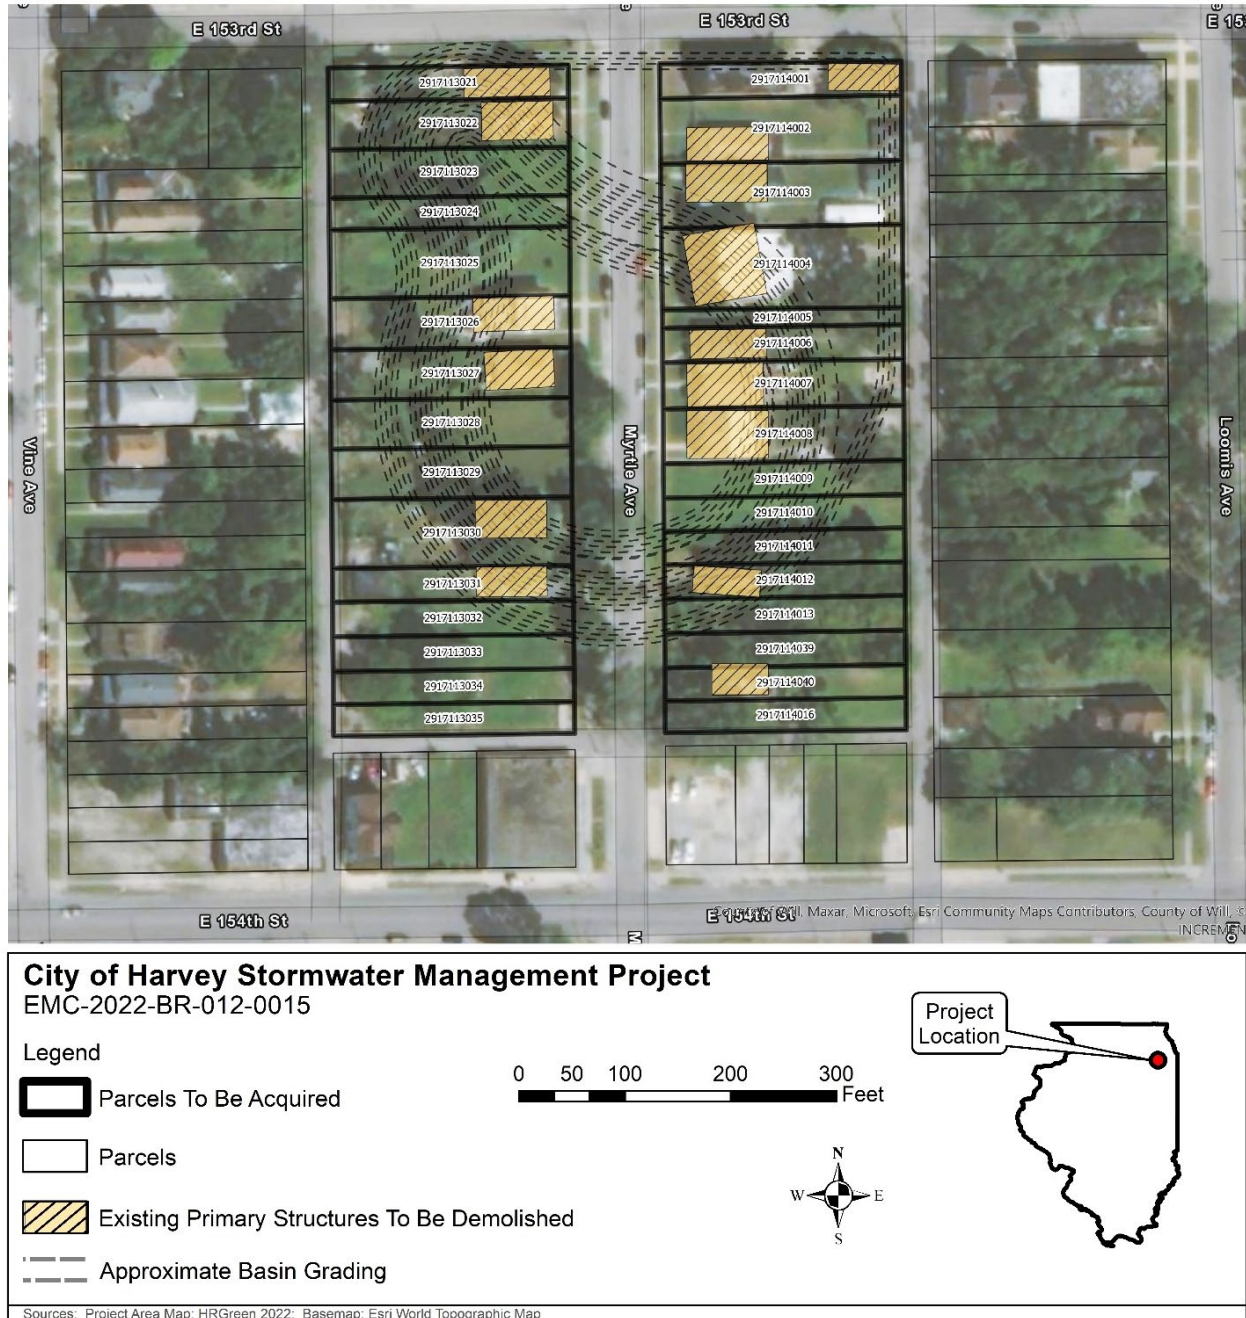 E 153rd St
E 153rd St
E 15
2917113021
2917113022
2917113023
2917113024
2917113025
2917113026
2917113027
2917113028
2917113029
2917113030
2917113031
2917113032
2917113033
2917113034
2917113035
2917114001
2917114002
2917114003
2917114004
2917114005
2917114006
2917114007
2917114008
2917114009
2917114010
2917114011
2917114012
2917114013
2917114039
2917114040
2917114016
Vine Ave
Myrtle Ave
Loomis Ave
E 154th St
E 154th St
M
Lo
Maxar, Microsoft, Esri Community Maps Contributors, County of Will, ©
INCREMEN
City of Harvey Stormwater Management Project
EMC-2022-BR-012-0015
Legend
Parcels To Be Acquired
Parcels
Existing Primary Structures To Be Demolished
Approximate Basin Grading
0 50 100 200 300
Feet
N
W E
S
Project
Location
Sources: Project Area Map: HRGreen 2022; Basemap: Esri World Topographic Map